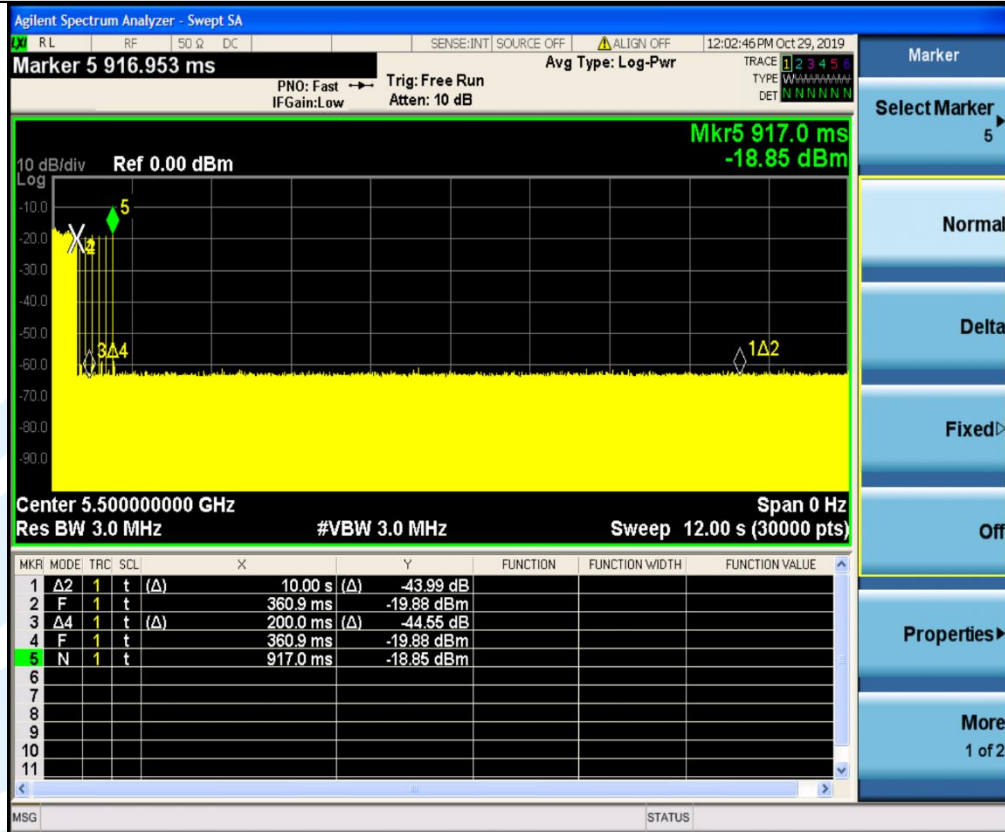 Agilent Spectrum Analyzer - Swept SA
LXI RL RF 50 Ω DC SENSE:INT SOURCE OFF ALIGN OFF 12:02:46 PM Oct 29, 2019
Marker 5 916.953 ms
PNO: Fast
IFGain:Low
Trig: Free Run
Atten: 10 dB
Avg Type: Log-Pwr
TRACE 1 2 3 4 5 6
TYPE W
DET N N N N N N
Mkr5 917.0 ms
-18.85 dBm
10 dB/div Ref 0.00 dBm
Log
-10.0
-20.0
-30.0
-40.0
-50.0
-60.0
-70.0
-80.0
-90.0
5
3Δ4
1Δ2
Center 5.500000000 GHz Span 0 Hz
Res BW 3.0 MHz #VBW 3.0 MHz Sweep 12.00 s (30000 pts)
MKR MODE TRC SCL X Y FUNCTION FUNCTION WIDTH FUNCTION VALUE
1 Δ2 1 t (Δ) 10.00 s (Δ) -43.99 dB
2 F 1 t 360.9 ms -19.88 dBm
3 Δ4 1 t (Δ) 200.0 ms (Δ) -44.55 dB
4 F 1 t 360.9 ms -19.88 dBm
5 N 1 t 917.0 ms -18.85 dBm
6
7
8
9
10
11
MSG STATUS
Marker
Select Marker
5
Normal
Delta
Fixed
Off
Properties
More
1 of 2